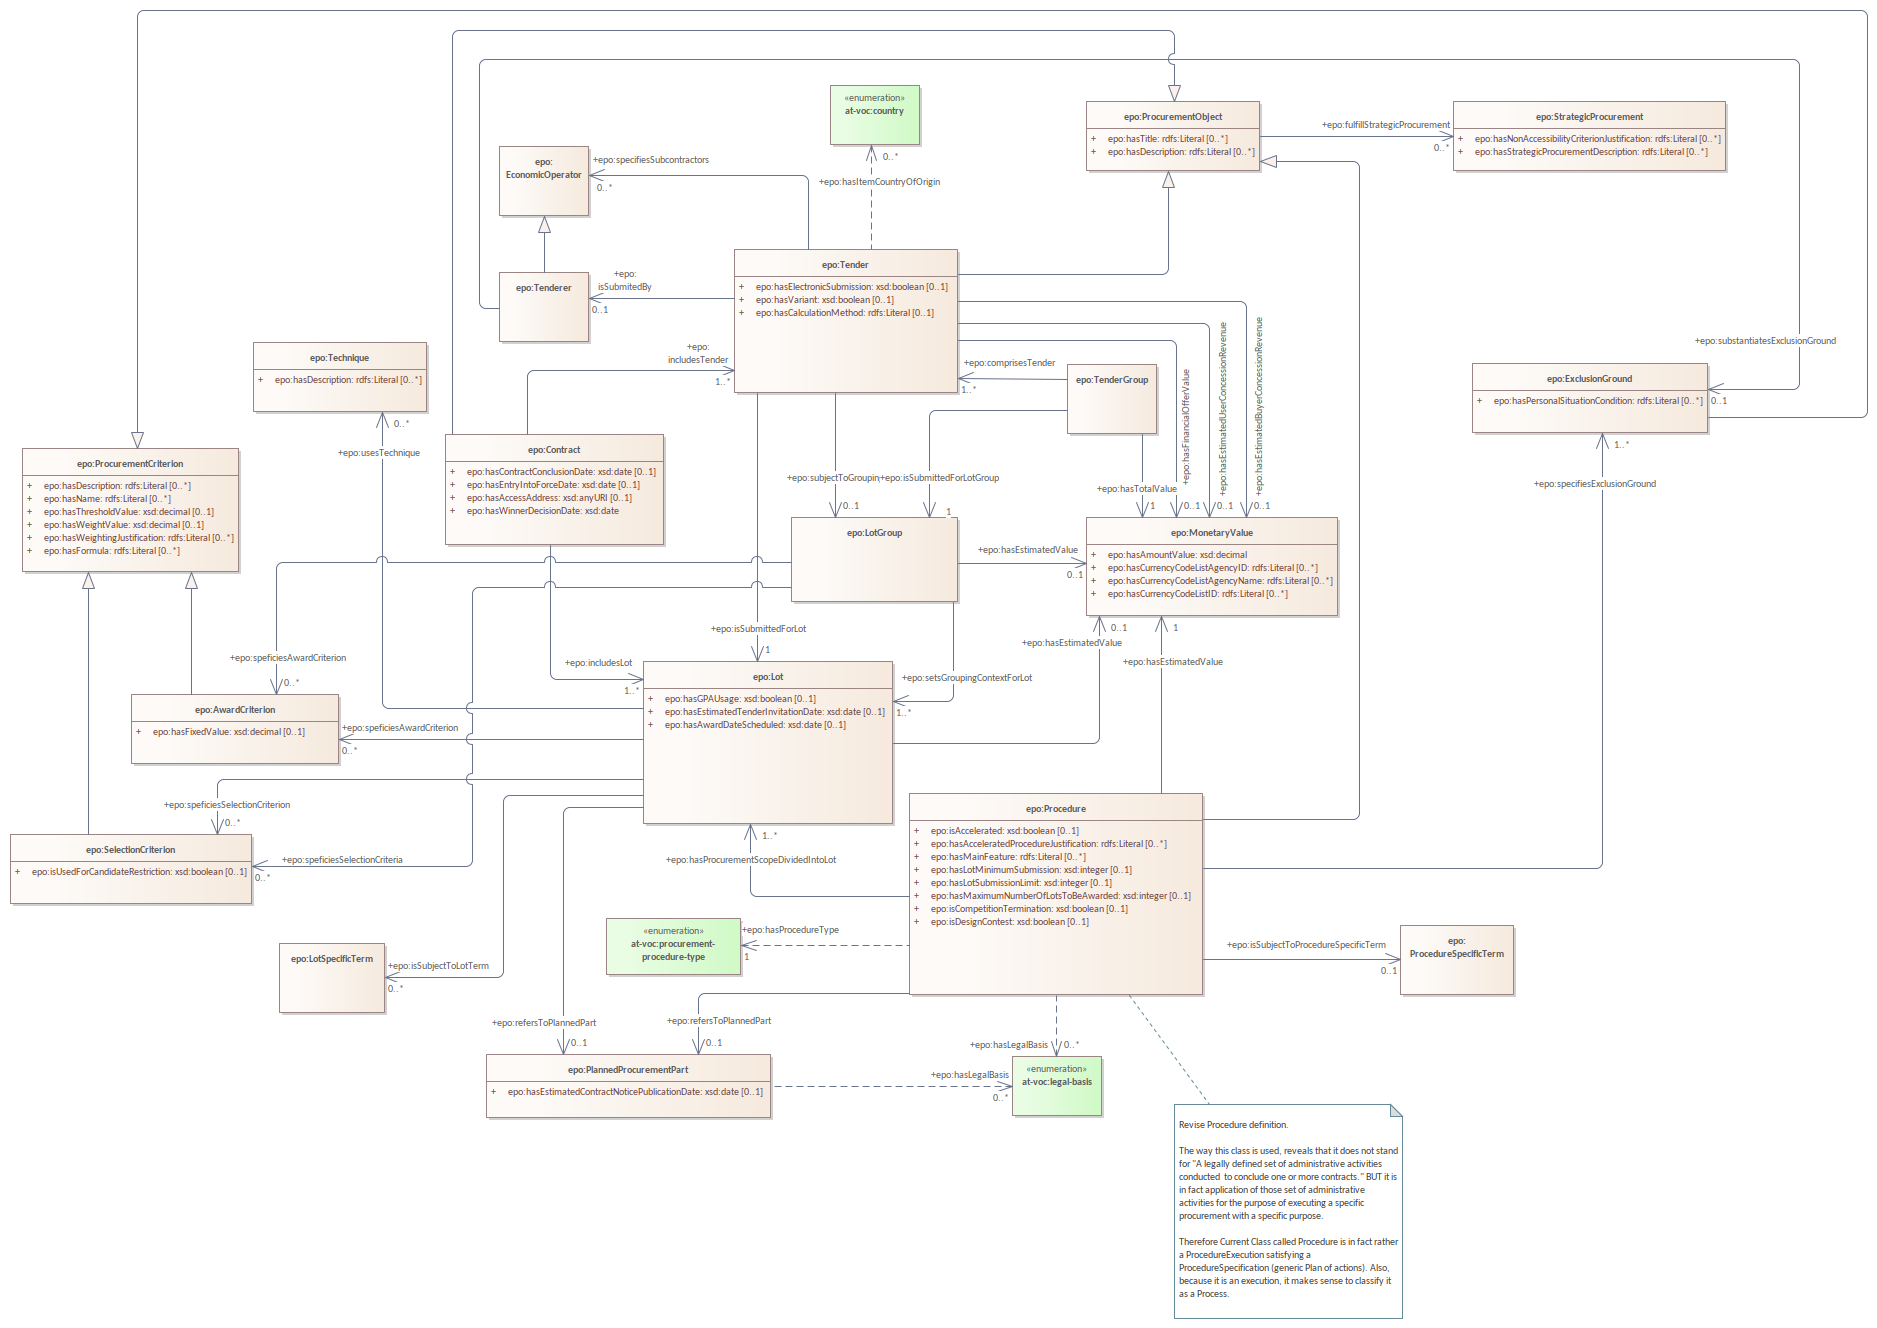 «enumeration»
at-voc:country
0..*
+epo:hasItemCountryOfOrigin
epo:ProcurementObject
+ epo:hasTitle: rdfs:Literal [0..*]
+ epo:hasDescription: rdfs:Literal [0..*]
+epo:fulfillStrategicProcurement
0..*
epo:StrategicProcurement
+ epo:hasNonAccessibilityCriterionJustification: rdfs:Literal [0..*]
+ epo:hasStrategicProcurementDescription: rdfs:Literal [0..*]
epo:
EconomicOperator
+epo:specifiesSubcontractors
0..*
epo:Tenderer
+epo:
isSubmitedBy
0..1
epo:Tender
+ epo:hasElectronicSubmission: xsd:boolean [0..1]
+ epo:hasVariant: xsd:boolean [0..1]
+ epo:hasCalculationMethod: rdfs:Literal [0..1]
+epo:
includesTender
1..*
+epo:comprisesTender
1..*
epo:TenderGroup
+epo:hasFinancialOfferValue
+epo:hasEstimatedUserConcessionRevenue
+epo:hasEstimatedBuyerConcessionRevenue
+epo:substantiatesExclusionGround
0..1
epo:ExclusionGround
+ epo:hasPersonalSituationCondition: rdfs:Literal [0..*]
1..*
+epo:specifiesExclusionGround
epo:Technique
+ epo:hasDescription: rdfs:Literal [0..*]
0..*
+epo:usesTechnique
epo:ProcurementCriterion
+ epo:hasDescription: rdfs:Literal [0..*]
+ epo:hasName: rdfs:Literal [0..*]
+ epo:hasThresholdValue: xsd:decimal [0..1]
+ epo:hasWeightValue: xsd:decimal [0..1]
+ epo:hasWeightingJustification: rdfs:Literal [0..*]
+ epo:hasFormula: rdfs:Literal [0..*]
epo:Contract
+ epo:hasContractConclusionDate: xsd:date [0..1]
+ epo:hasEntryIntoForceDate: xsd:date [0..1]
+ epo:hasAccessAddress: xsd:anyURI [0..1]
+ epo:hasWinnerDecisionDate: xsd:date
+epo:subjectToGroupin
+epo:isSubmittedForLotGroup
0..1
1
+epo:hasTotalValue
1
0..1
0..1
0..1
epo:LotGroup
+epo:hasEstimatedValue
0..1
epo:MonetaryValue
+ epo:hasAmountValue: xsd:decimal
+ epo:hasCurrencyCodeListAgencyID: rdfs:Literal [0..*]
+ epo:hasCurrencyCodeListAgencyName: rdfs:Literal [0..*]
+ epo:hasCurrencyCodeListID: rdfs:Literal [0..*]
0..1
+epo:hasEstimatedValue
1
+epo:hasEstimatedValue
+epo:isSubmittedForLot
1
+epo:includesLot
1..*
+epo:setsGroupingContextForLot
1..*
epo:Lot
+ epo:hasGPAUsage: xsd:boolean [0..1]
+ epo:hasEstimatedTenderInvitationDate: xsd:date [0..1]
+ epo:hasAwardDateScheduled: xsd:date [0..1]
+epo:speficiesAwardCriterion
0..*
epo:AwardCriterion
+ epo:hasFixedValue: xsd:decimal [0..1]
+epo:speficiesAwardCriterion
0..*
+epo:speficiesSelectionCriterion
0..*
epo:SelectionCriterion
+ epo:isUsedForCandidateRestriction: xsd:boolean [0..1]
+epo:speficiesSelectionCriteria
0..*
1..*
+epo:hasProcurementScopeDividedIntoLot
epo:Procedure
+ epo:isAccelerated: xsd:boolean [0..1]
+ epo:hasAcceleratedProcedureJustification: rdfs:Literal [0..*]
+ epo:hasMainFeature: rdfs:Literal [0..*]
+ epo:hasLotMinimumSubmission: xsd:integer [0..1]
+ epo:hasLotSubmissionLimit: xsd:integer [0..1]
+ epo:hasMaximumNumberOfLotsToBeAwarded: xsd:integer [0..1]
+ epo:isCompetitionTermination: xsd:boolean [0..1]
+ epo:isDesignContest: xsd:boolean [0..1]
«enumeration»
at-voc:procurement-
procedure-type
+epo:hasProcedureType
1
+epo:isSubjectToProcedureSpecificTerm
0..1
epo:
ProcedureSpecificTerm
epo:LotSpecificTerm
+epo:isSubjectToLotTerm
0..*
+epo:refersToPlannedPart
0..1
+epo:refersToPlannedPart
0..1
+epo:hasLegalBasis
0..*
epo:PlannedProcurementPart
+ epo:hasEstimatedContractNoticePublicationDate: xsd:date [0..1]
+epo:hasLegalBasis
0..*
«enumeration»
at-voc:legal-basis
Revise Procedure definition.
The way this class is used, reveals that it does not stand
for "A legally defined set of administrative activities
conducted  to conclude one or more contracts." BUT it is
in fact application of those set of administrative
activities for the purpose of executing a specific
procurement with a specific purpose.
Therefore Current Class called Procedure is in fact rather
a ProcedureExecution satisfying a
ProcedureSpecification (generic Plan of actions). Also,
because it is an execution, it makes sense to classify it
as a Process.